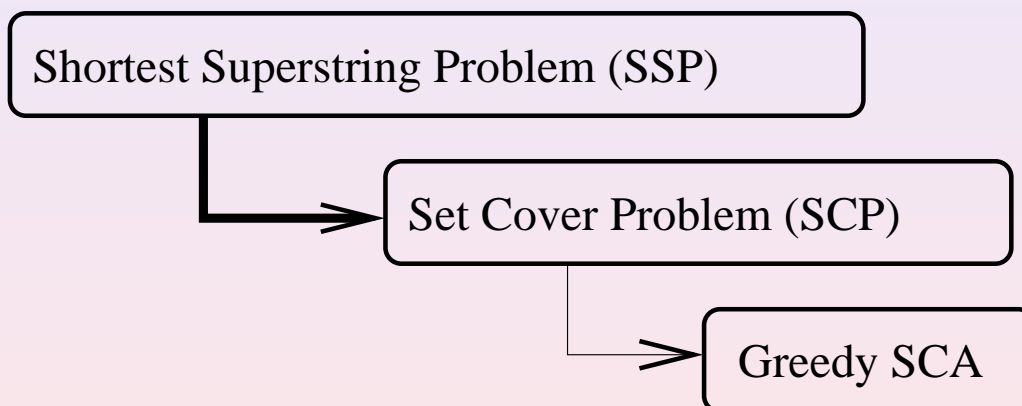 Shortest Superstring Problem (SSP)
Set Cover Problem (SCP)
Greedy SCA